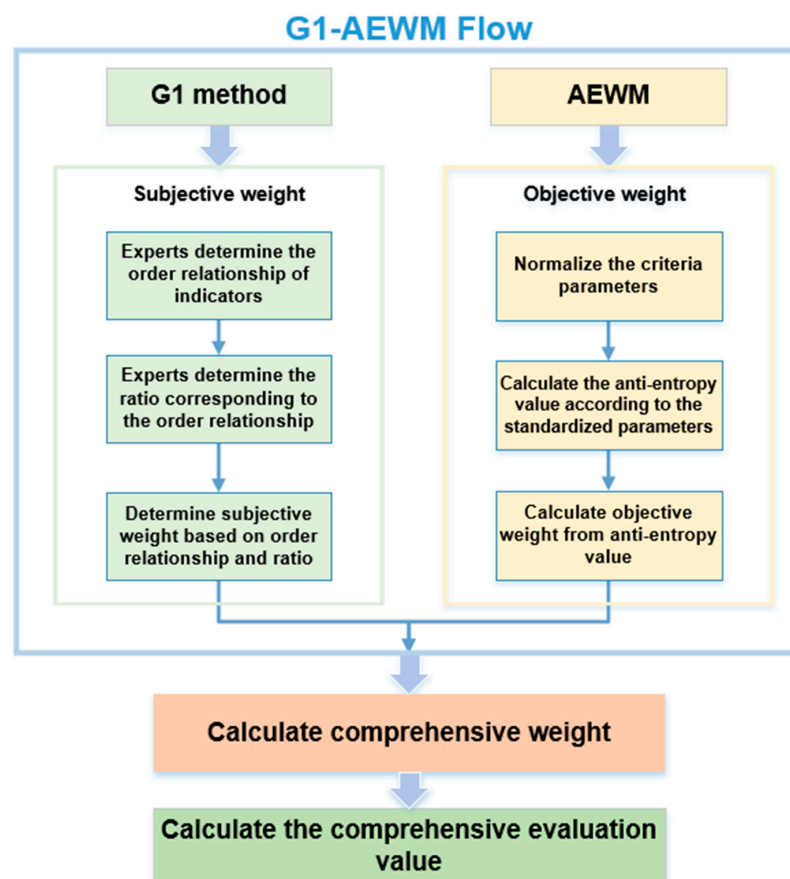 G1-AEWM Flow
G1 method
Subjective weight
Experts determine the
order relationship of
indicators
Experts determine the
ratio corresponding to
the order relationship
Determine subjective
weight based on order
relationship and ratio
AEWM
Objective weight
Normalize the criteria
parameters
Calculate the anti-entropy
value according to the
standardized parameters
Calculate objective
weight from anti-entropy
value
Calculate comprehensive weight
Calculate the comprehensive evaluation
value